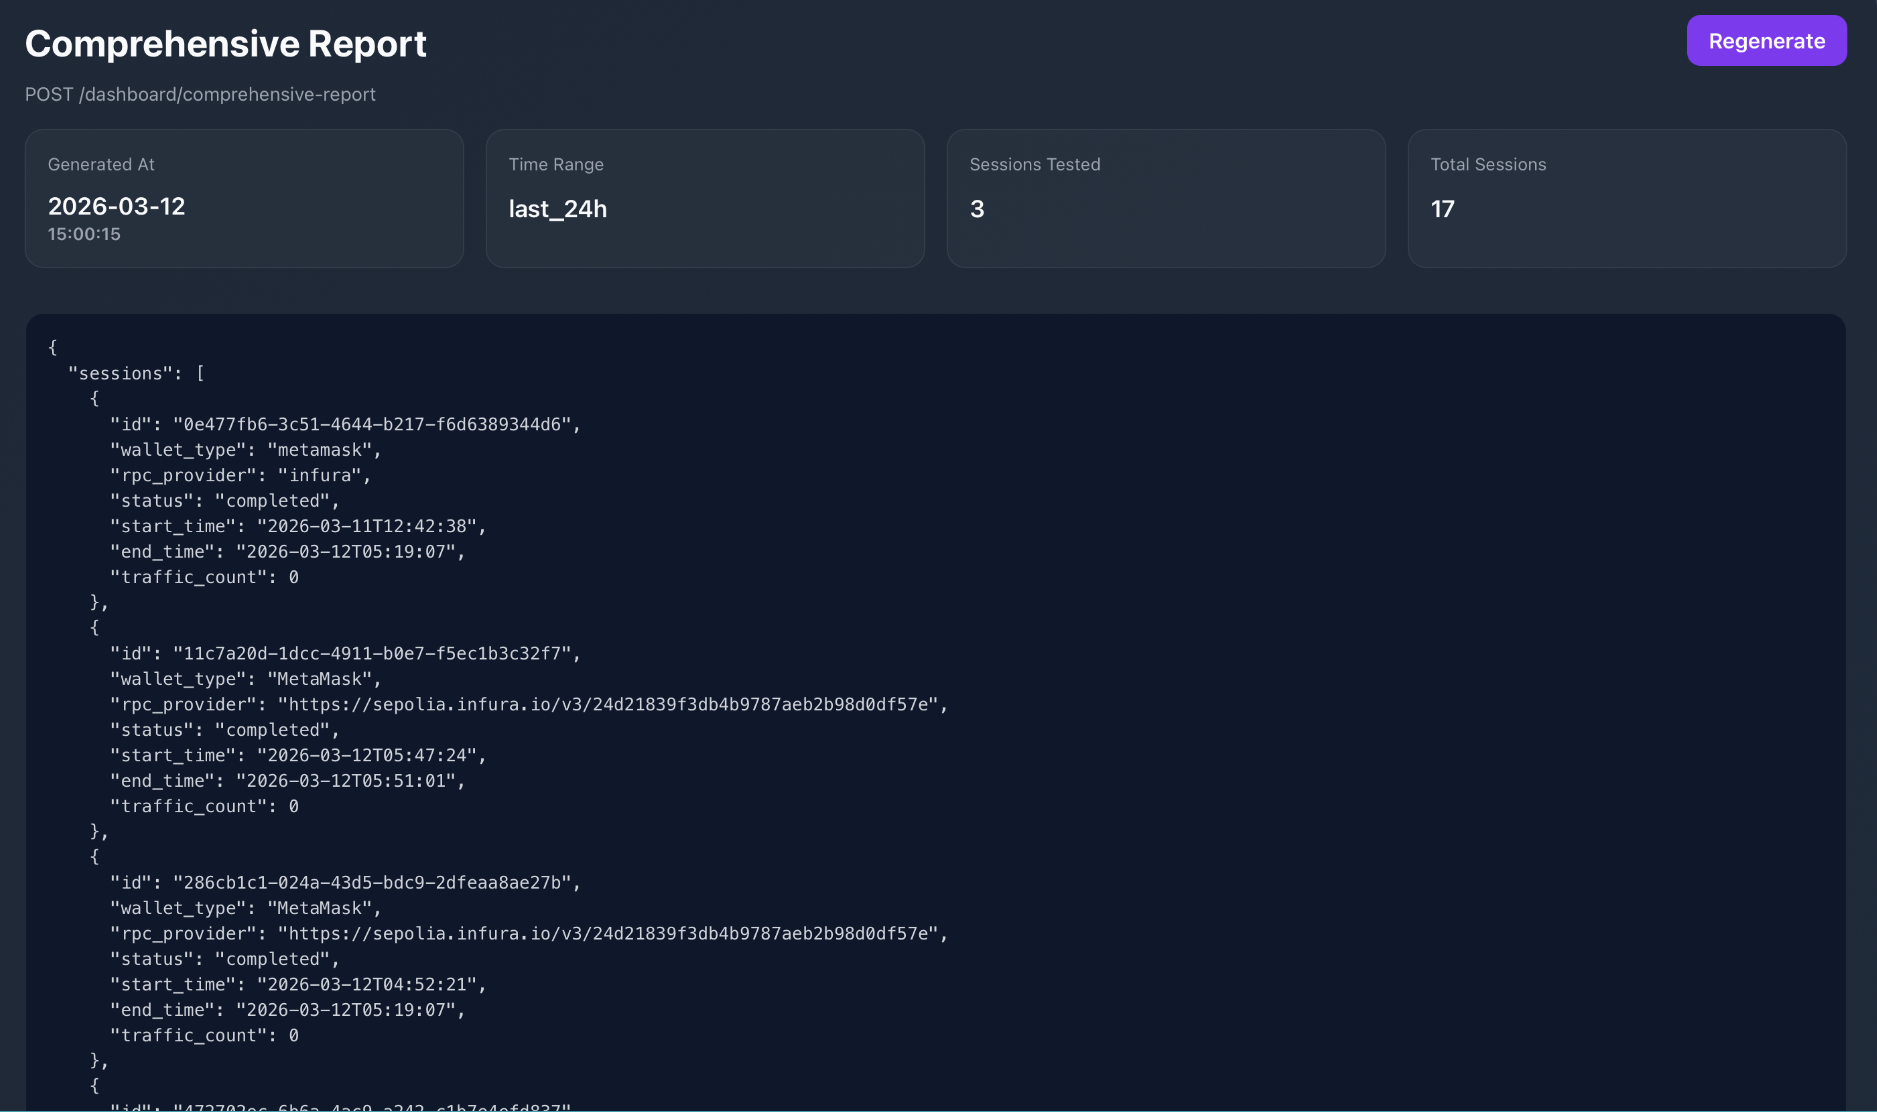 Comprehensive Report
Regenerate
POST /dashboard/comprehensive-report
Generated At
2026-03-12
15:00:15
Time Range
last_24h
Sessions Tested
3
Total Sessions
17
{
"sessions": [
{
"id": "0e477fb6-3c51-4644-b217-f6d6389344d6",
"wallet_type": "metamask",
"rpc_provider": "infura",
"status": "completed",
"start_time": "2026-03-11T12:42:38",
"end_time": "2026-03-12T05:19:07",
"traffic_count": 0
},
{
"id": "11c7a20d-1dcc-4911-b0e7-f5ec1b3c32f7",
"wallet_type": "MetaMask",
"rpc_provider": "https://sepolia.infura.io/v3/24d21839f3db4b9787aeb2b98d0df57e",
"status": "completed",
"start_time": "2026-03-12T05:47:24",
"end_time": "2026-03-12T05:51:01",
"traffic_count": 0
},
{
"id": "286cb1c1-024a-43d5-bdc9-2dfeaa8ae27b",
"wallet_type": "MetaMask",
"rpc_provider": "https://sepolia.infura.io/v3/24d21839f3db4b9787aeb2b98d0df57e",
"status": "completed",
"start_time": "2026-03-12T04:52:21",
"end_time": "2026-03-12T05:19:07",
"traffic_count": 0
},
{
"id":